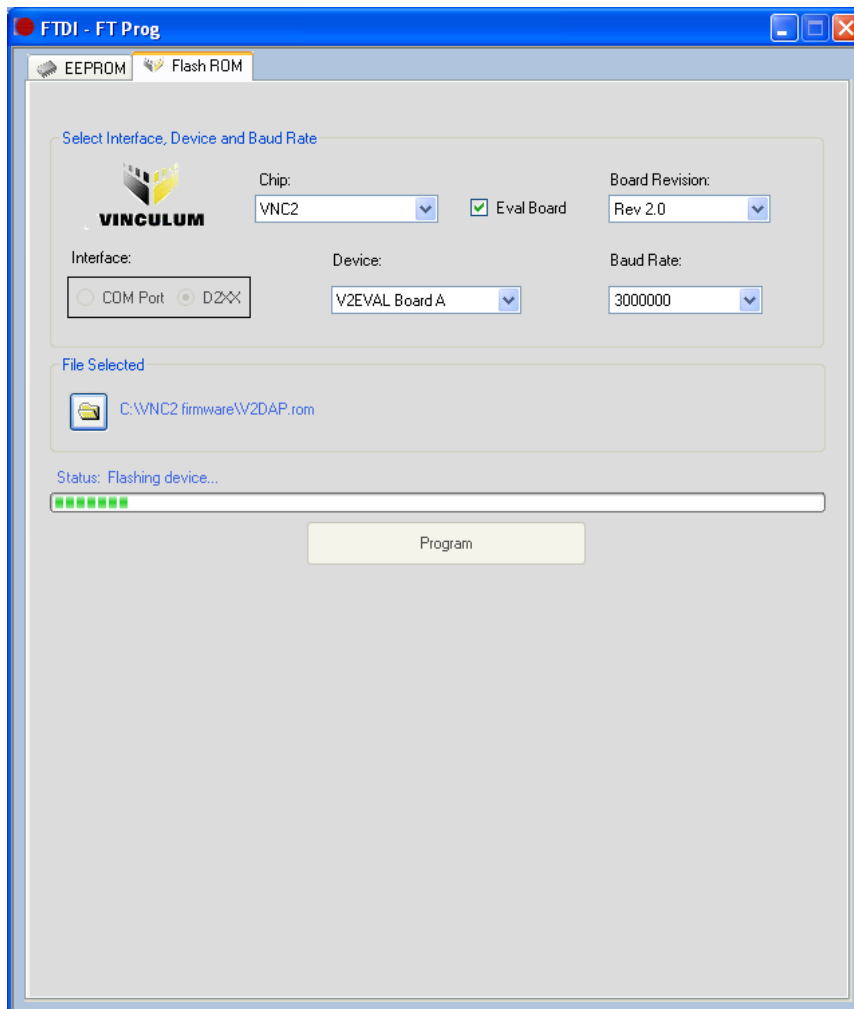 FTDI - FT Prog
EEPROM
Flash ROM
Select Interface, Device and Baud Rate
VINCULUM
Chip:
VNC2
Eval Board
Board Revision:
Rev 2.0
Interface:
COM Port
D2XX
Device:
V2EVAL Board A
Baud Rate:
3000000
File Selected
C:\VNC2 firmware\V2DAP.rom
Status: Flashing device...
Program